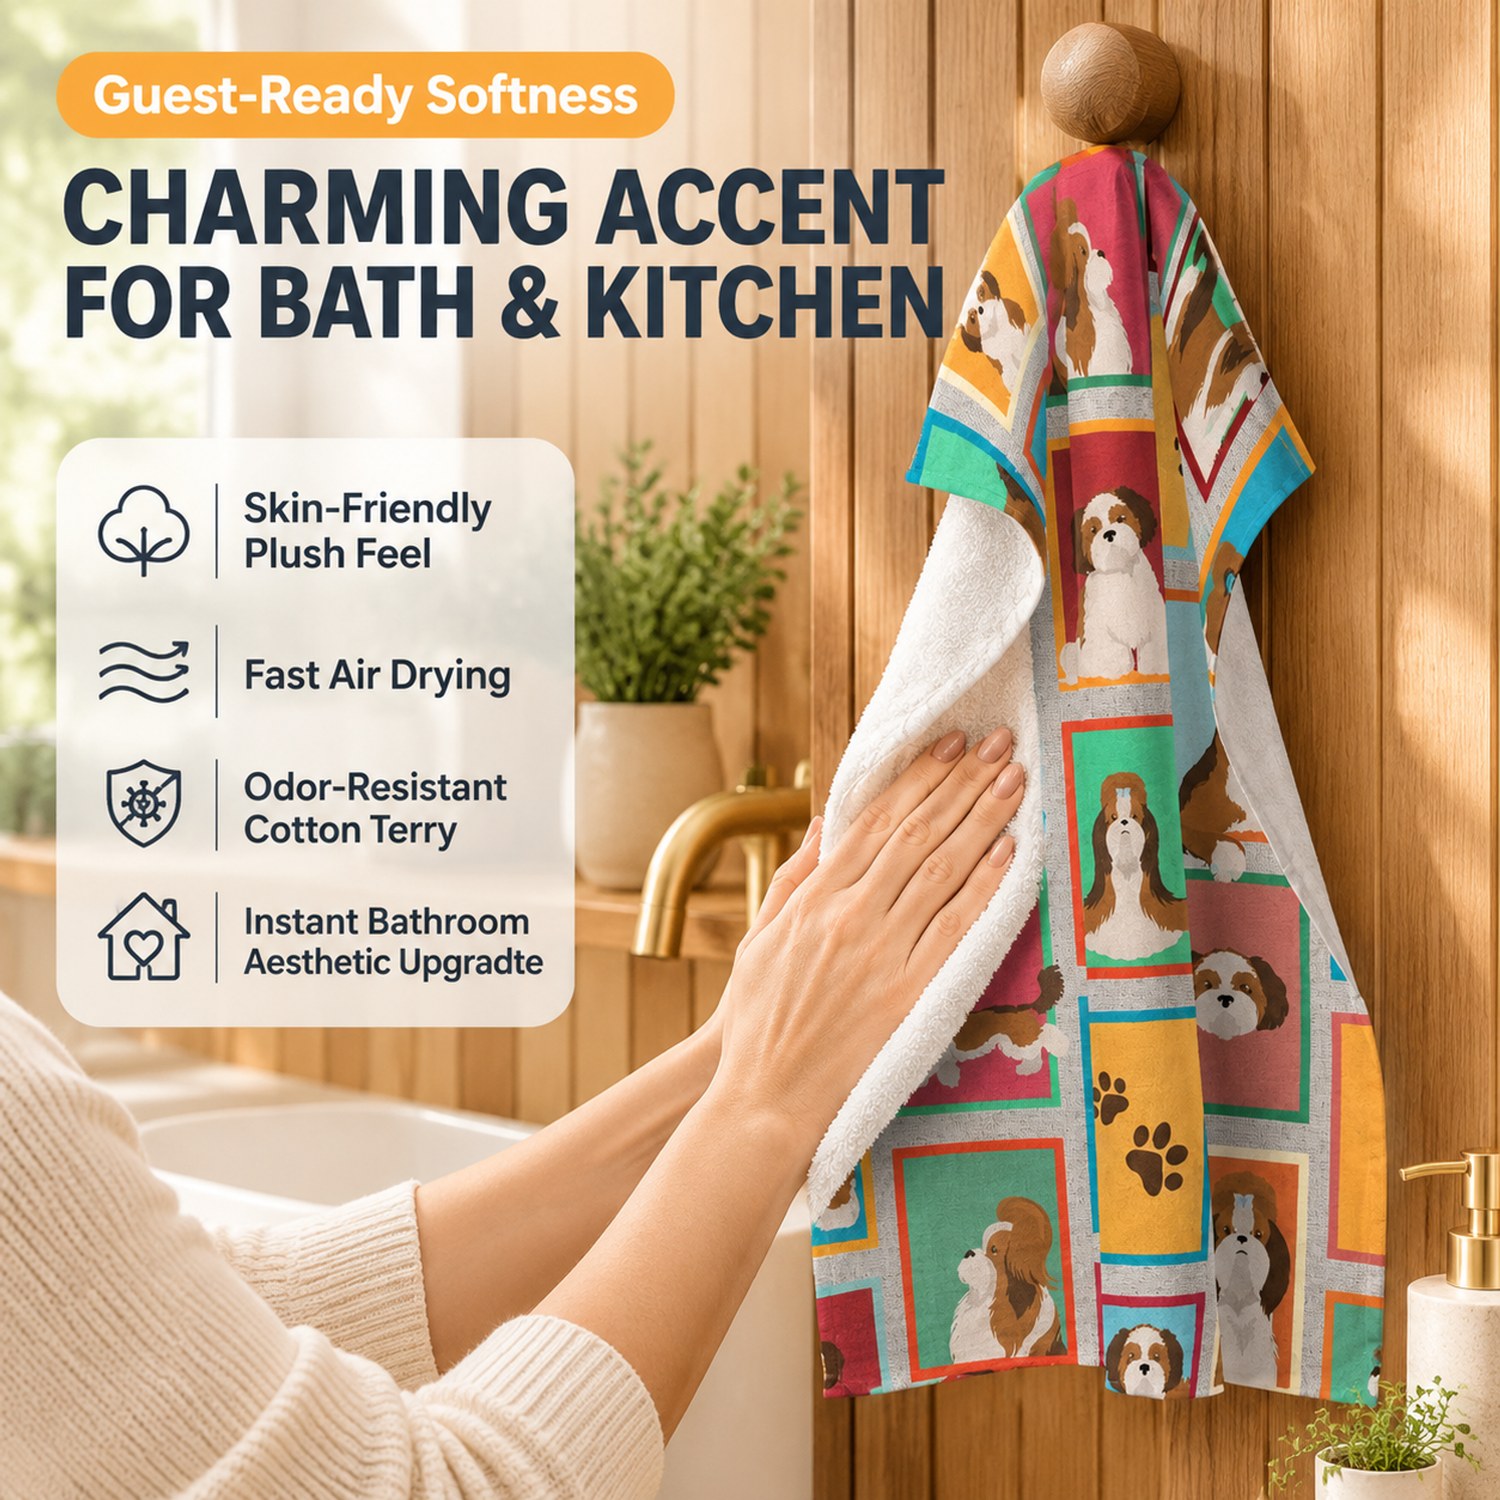 Guest-Ready Softness
CHARMING ACCENT
FOR BATH & KITCHEN
Skin-Friendly
Plush Feel
Fast Air Drying
Odor-Resistant
Cotton Terry
Instant Bathroom
Aesthetic Upgradte